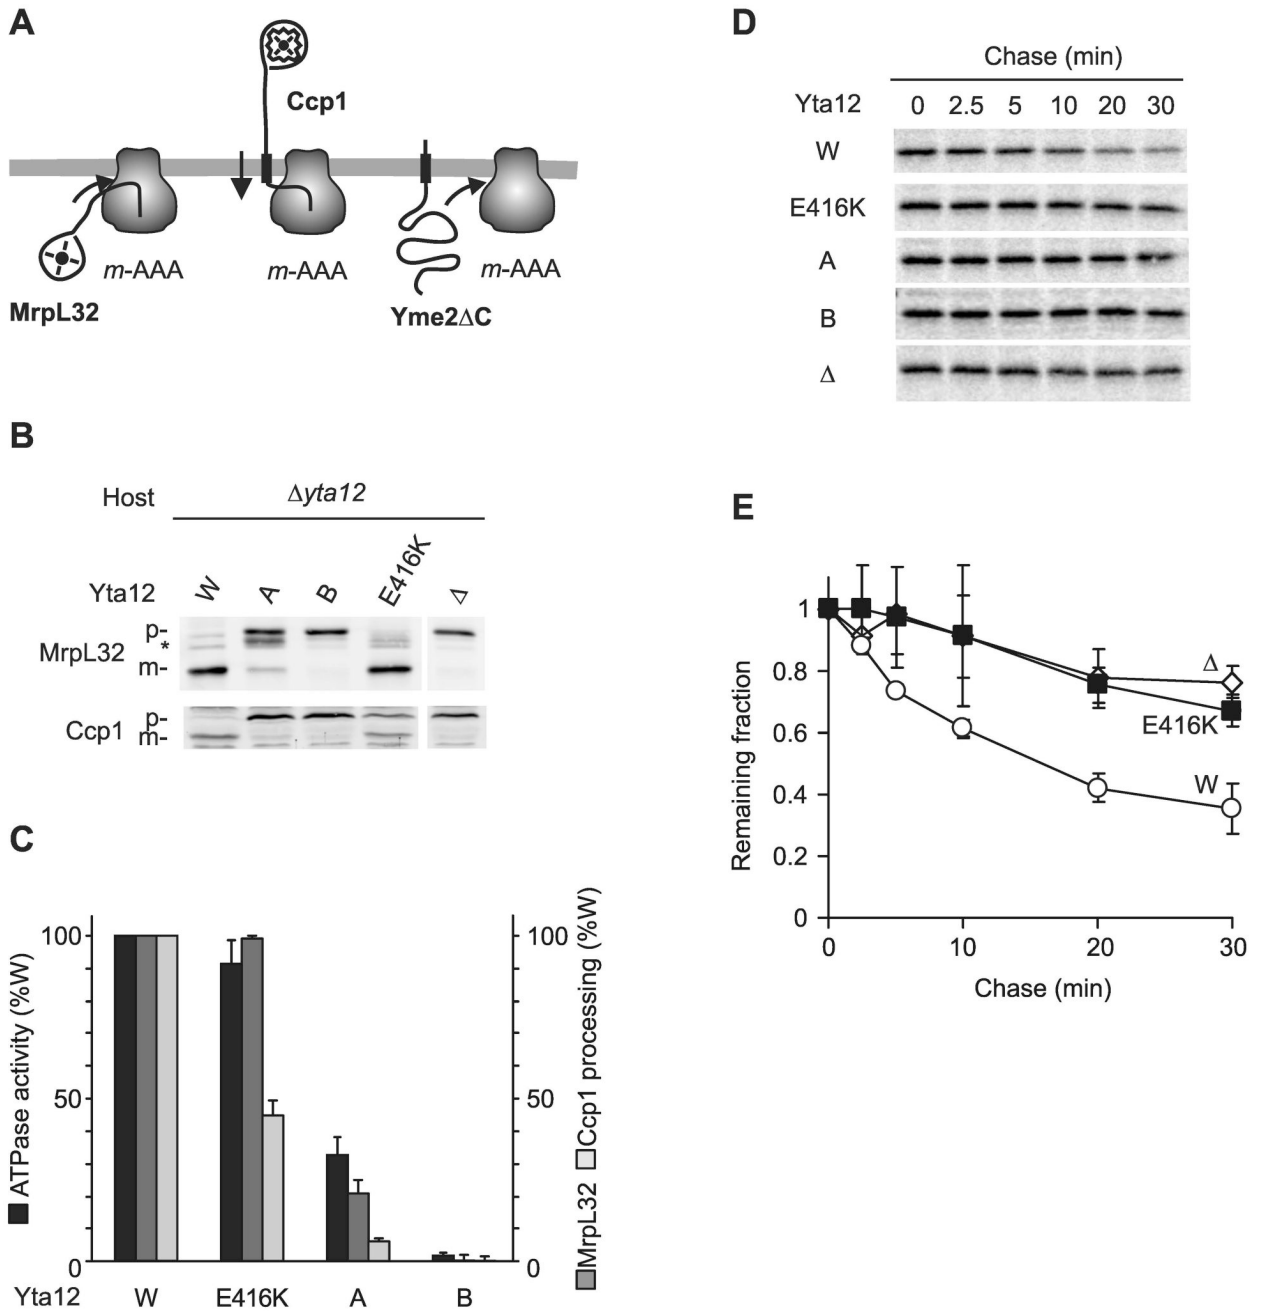 A
Ccp1
m-AAA
m-AAA
m-AAA
MrpL32
Yme2ΔC
B
Host
Δyta12
Yta12
W
A
B
E416K
Δ
MrpL32
p-
*
m-
Ccp1
p-
m-
C
ATPase activity (%W)
100
50
0
100
50
0
MrpL32 Ccp1 processing (%W)
Yta12 W E416K A B
D
Chase (min)
Yta12 0 2.5 5 10 20 30
W
E416K
A
B
Δ
E
Remaining fraction
1
0.8
0.6
0.4
0.2
0
Δ
E416K
W
0 10 20 30
Chase (min)